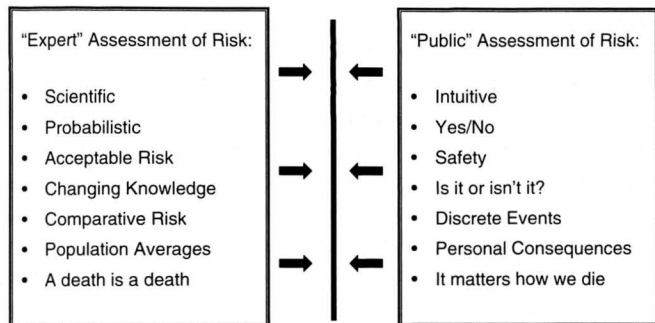 “Expert” Assessment of Risk:
• Scientific
• Probabilistic
• Acceptable Risk
• Changing Knowledge
• Comparative Risk
• Population Averages
• A death is a death
“Public” Assessment of Risk:
• Intuitive
• Yes/No
• Safety
• Is it or isn’t it?
• Discrete Events
• Personal Consequences
• It matters how we die